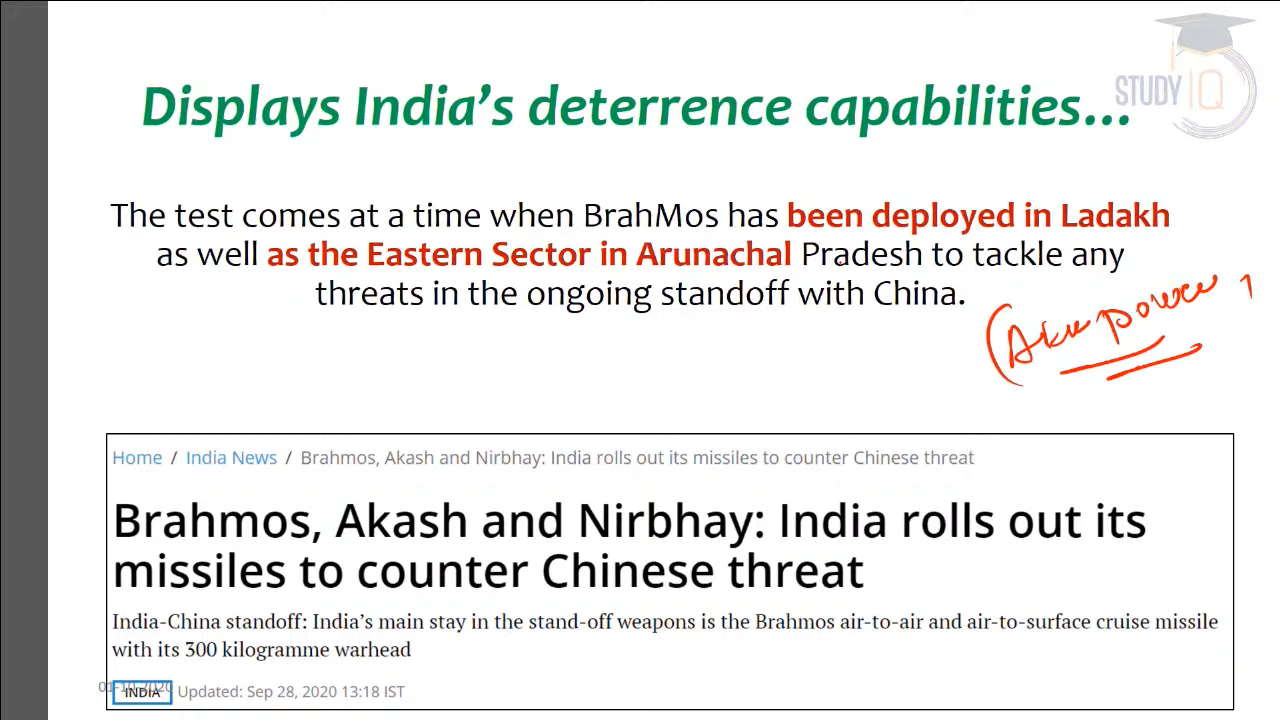 STUDY IQ
Displays India's deterrence capabilities...
The test comes at a time when BrahMos has been deployed in Ladakh
as well as the Eastern Sector in Arunachal Pradesh to tackle any
threats in the ongoing standoff with China.
Home / India News / Brahmos, Akash and Nirbhay: India rolls out its missiles to counter Chinese threat
Brahmos, Akash and Nirbhay: India rolls out its
missiles to counter Chinese threat
India-China standoff: India's main stay in the stand-off weapons is the Brahmos air-to-air and air-to-surface cruise missile
with its 300 kilogramme warhead
01-10-2020
INDIA Updated: Sep 28, 2020 13:18 IST